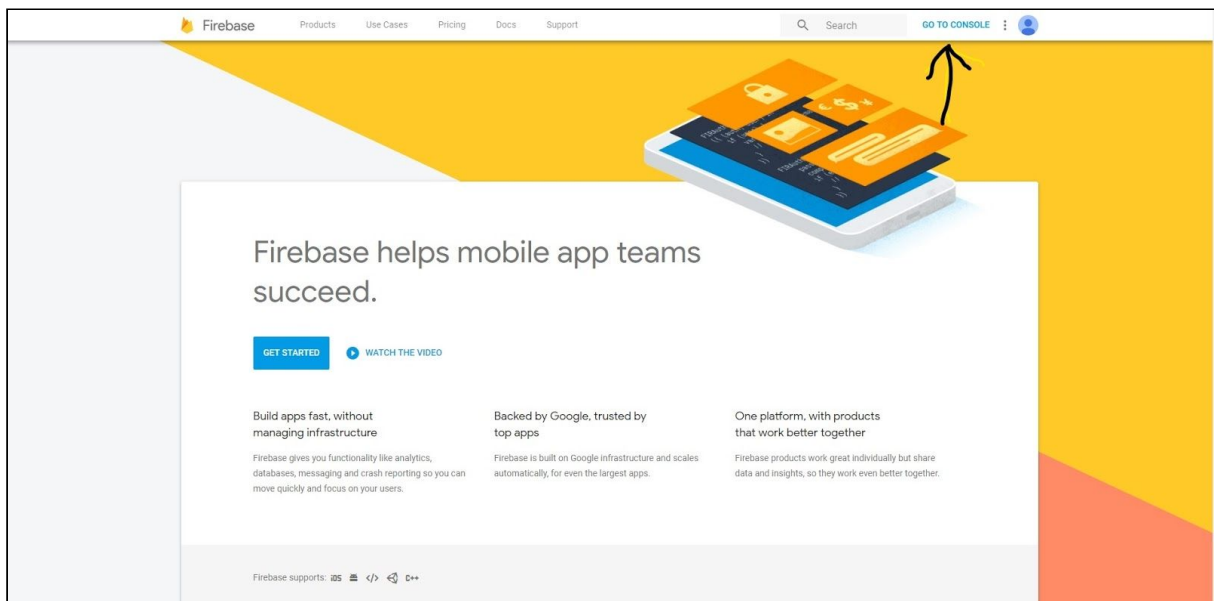 Firebase Products Use Cases Pricing Docs Support Search GO TO CONSOLE
Firebase helps mobile app teams
succeed.
GET STARTED WATCH THE VIDEO
Build apps fast, without
managing infrastructure
Firebase gives you functionality like analytics,
databases, messaging and crash reporting so you can
move quickly and focus on your users.
Backed by Google, trusted by
top apps
Firebase is built on Google infrastructure and scales
automatically, for even the largest apps.
One platform, with products
that work better together
Firebase products work great individually but share
data and insights, so they work even better together.
Firebase supports: iOS </> C++